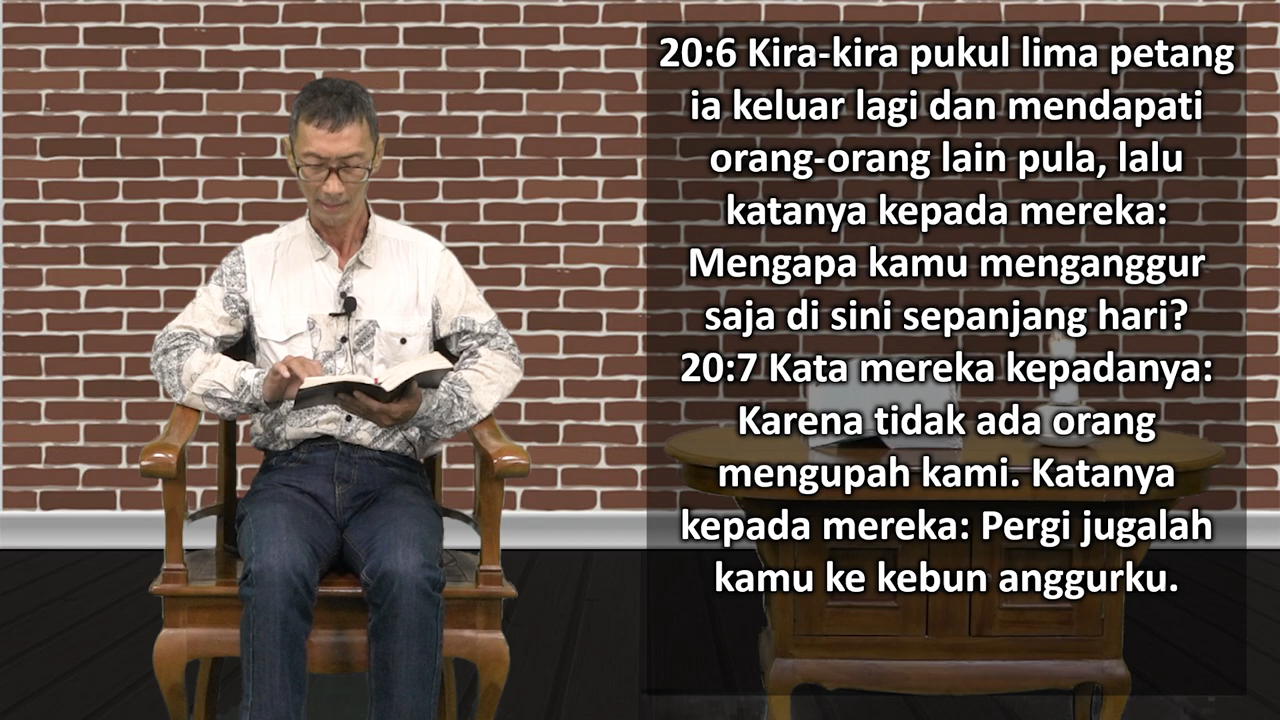 20:6 Kira-kira pukul lima petang
ia keluar lagi dan mendapati
orang-orang lain pula, lalu
katanya kepada mereka:
Mengapa kamu menganggur
saja di sini sepanjang hari?
20:7 Kata mereka kepadanya:
Karena tidak ada orang
mengupah kami. Katanya
kepada mereka: Pergi jugalah
kamu ke kebun anggurku.